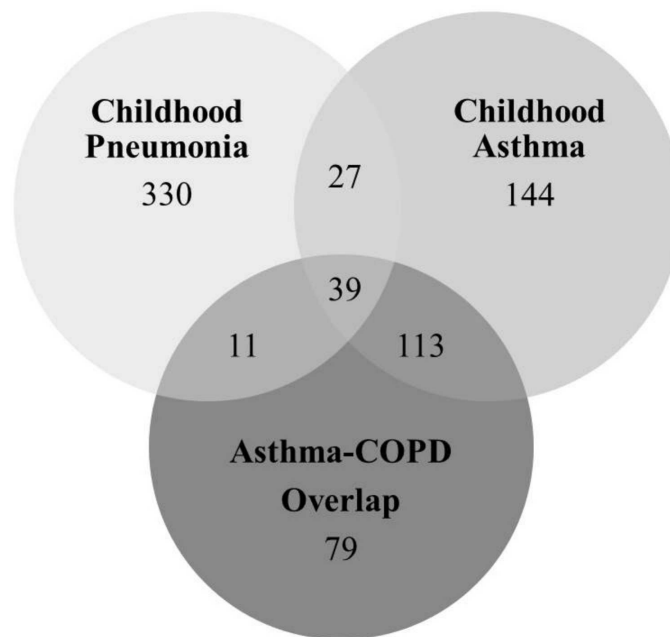 Childhood
Pneumonia
330
Childhood
Asthma
144
27
39
11
113
Asthma-COPD
Overlap
79